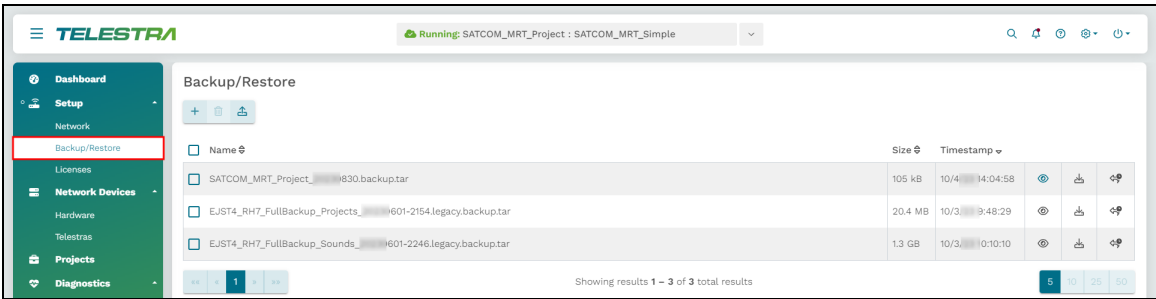 TELESTRA
Running: SATCOM_MRT_Project : SATCOM_MRT_Simple
Dashboard
Setup
Network
Backup/Restore
Licenses
Network Devices
Hardware
Telestras
Projects
Diagnostics
Backup/Restore
Name Size Timestamp
SATCOM_MRT_Project_ 830.backup.tar 105 kB 10/4 14:04:58
EJST4_RH7_FullBackup_Projects_ 601-2154.legacy.backup.tar 20.4 MB 10/3 9:48:29
EJST4_RH7_FullBackup_Sounds_ 601-2246.legacy.backup.tar 1.3 GB 10/3/ 0:10:10
«« « 1 » »» Showing results 1 – 3 of 3 total results 5 10 25 50